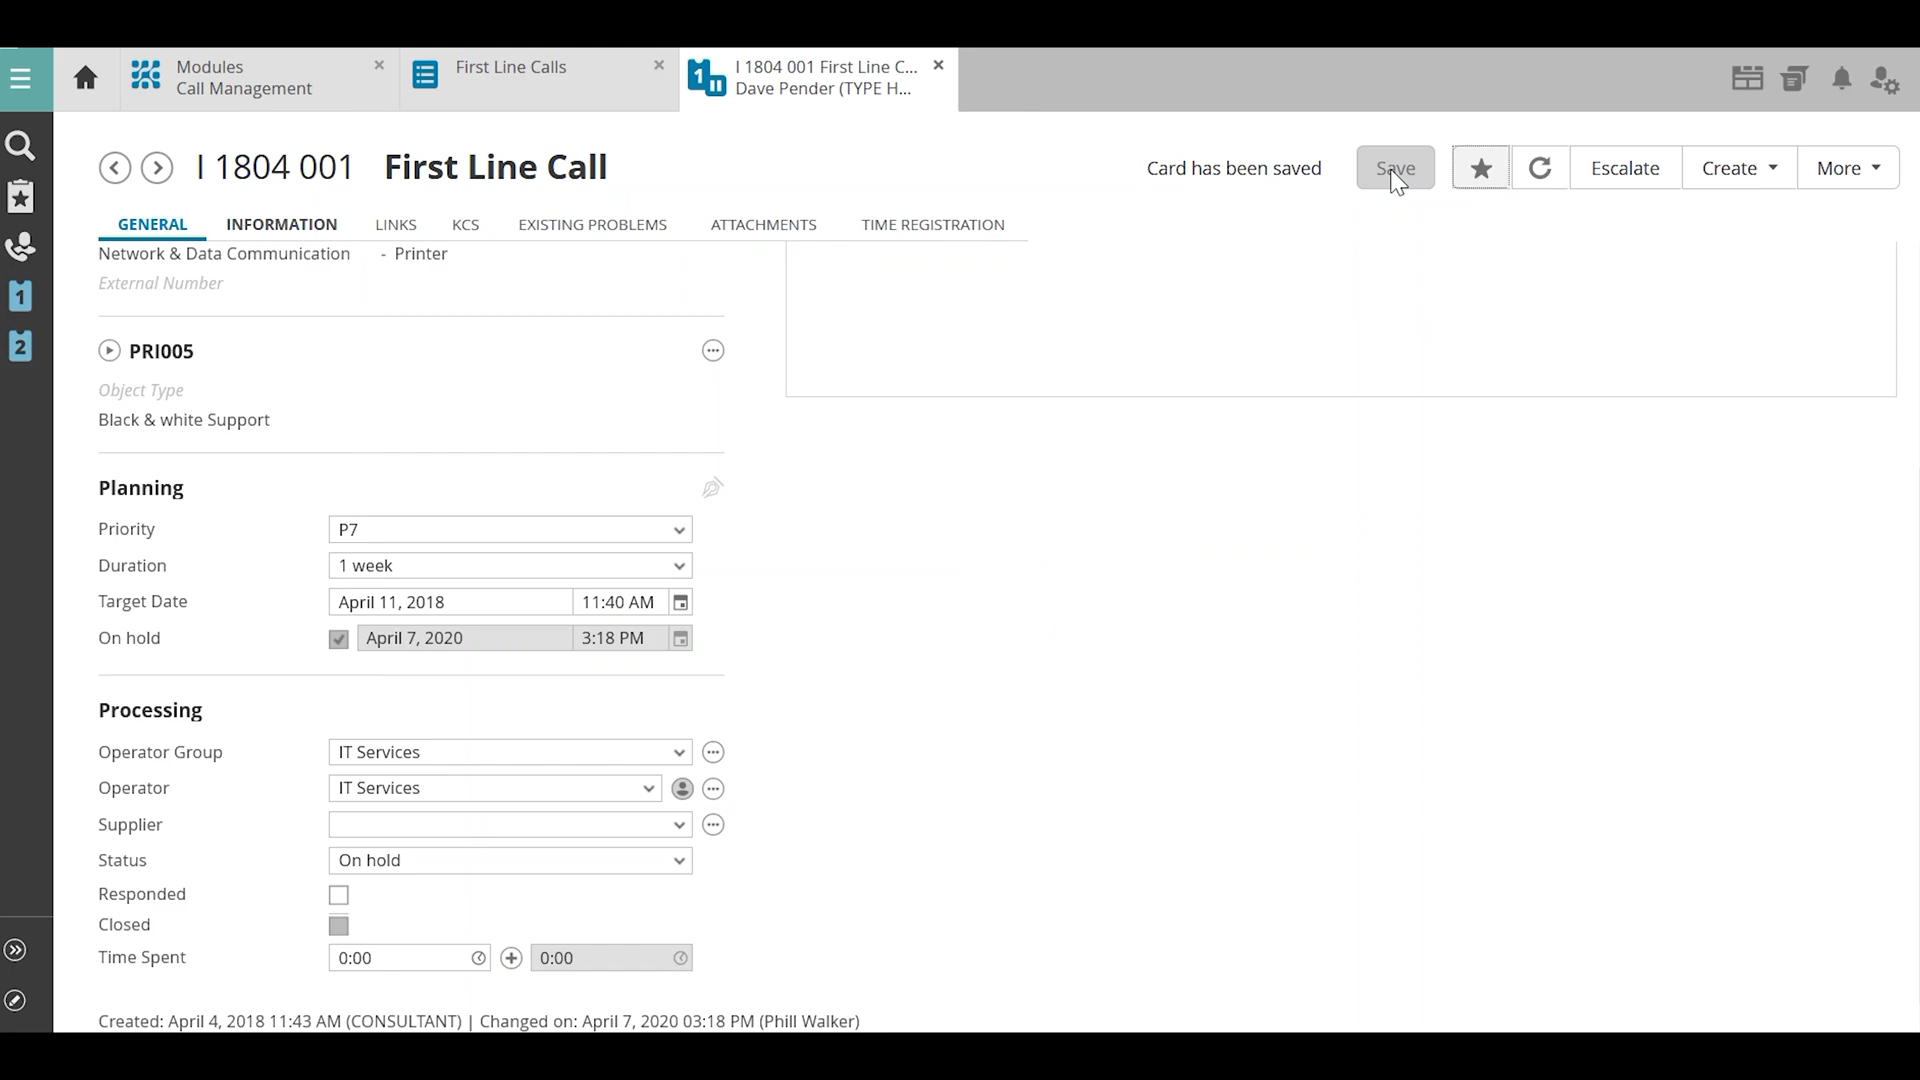 Modules
Call Management
First Line Calls
I 1804 001 First Line C...
Dave Pender (TYPE H...
I 1804 001 First Line Call
Card has been saved
Save
Escalate
Create
More
GENERAL
INFORMATION
LINKS
KCS
EXISTING PROBLEMS
ATTACHMENTS
TIME REGISTRATION
Network & Data Communication - Printer
External Number
1
2
PRI005
Object Type
Black & white Support
Planning
Priority P7
Duration 1 week
Target Date April 11, 2018 11:40 AM
On hold April 7, 2020 3:18 PM
Processing
Operator Group IT Services
Operator IT Services
Supplier
Status On hold
Responded
Closed
Time Spent 0:00 0:00
Created: April 4, 2018 11:43 AM (CONSULTANT) | Changed on: April 7, 2020 03:18 PM (Phill Walker)